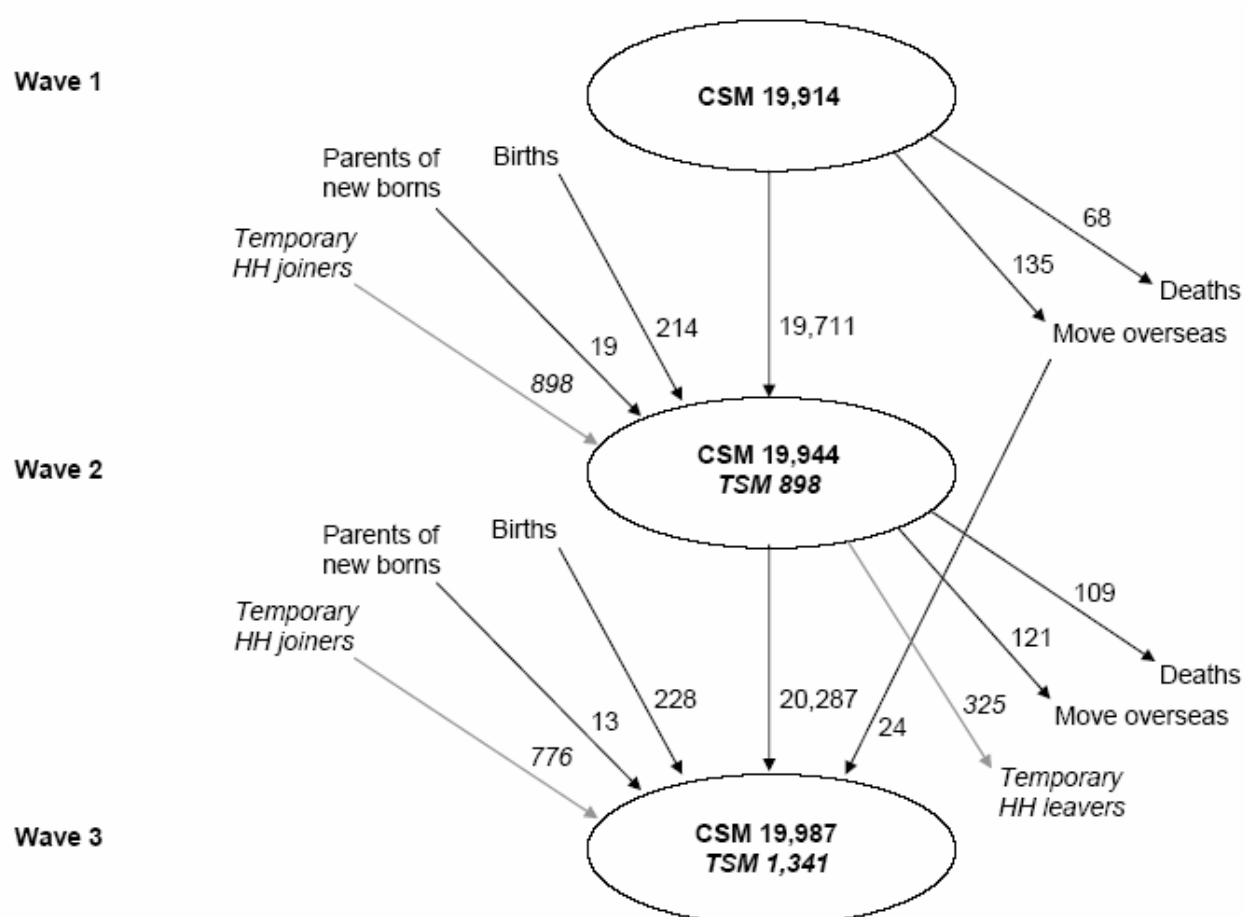 Wave 1
CSM 19,914
Parents of
new borns
Births
Temporary
HH joiners
68
135
Deaths
Move overseas
19,711
214
19
898
Wave 2
CSM 19,944
TSM 898
Parents of
new borns
Births
Temporary
HH joiners
109
121
Deaths
Move overseas
325
24
20,287
228
13
776
Temporary
HH leavers
Wave 3
CSM 19,987
TSM 1,341